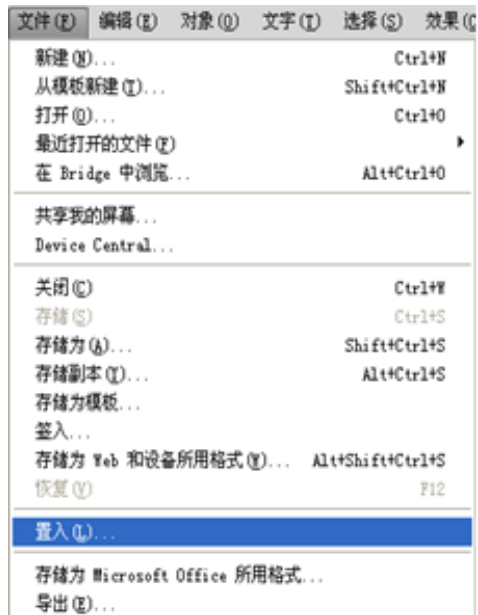 文件(F) 编辑(E) 对象(O) 文字(T) 选择(S) 效果(C
新建(N)... Ctrl+N
从模板新建(T)... Shift+Ctrl+N
打开(O)... Ctrl+O
最近打开的文件(F)
在 Bridge 中浏览... Alt+Ctrl+O
共享我的屏幕...
Device Central...
关闭(C) Ctrl+W
存储(S) Ctrl+S
存储为(A)... Shift+Ctrl+S
存储副本(Y)... Alt+Ctrl+S
存储为模板...
签入...
存储为 Web 和设备所用格式(W)... Alt+Shift+Ctrl+S
恢复(V) F12
置入(L)...
存储为 Microsoft Office 所用格式...
导出(E)...